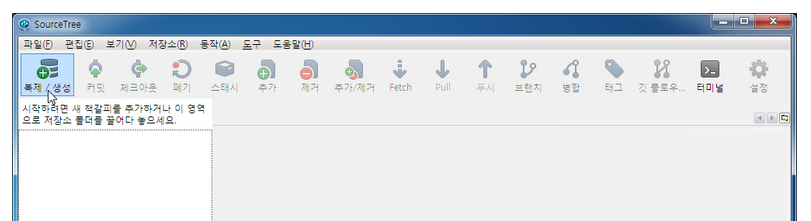 SourceTree
파일(F) 편집(E) 보기(V) 저장소(R) 동작(A) 도구 도움말(H)
복제 / 생성 커밋 체크아웃 폐기 스태시 추가 제거 추가/제거 Fetch Pull 푸시 브랜치 병합 태그 깃 플로우... 터미널 설정
시작하려면 새 책갈피를 추가하거나 이 영역
으로 저장소 폴더를 끌어다 놓으세요.